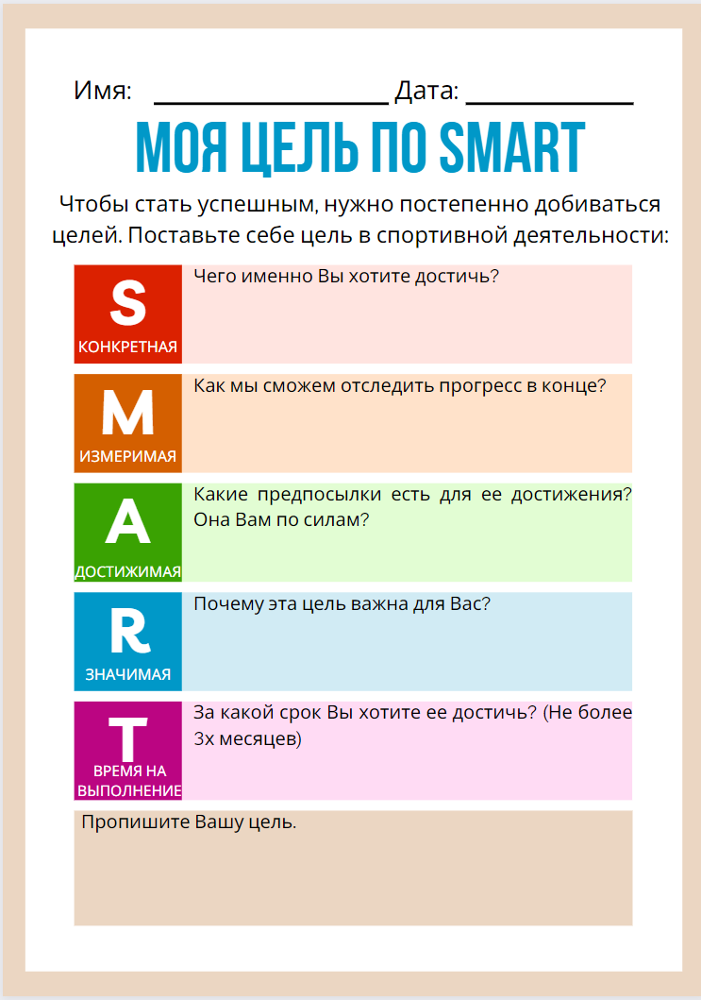 Имя: Дата:
МОЯ ЦЕЛЬ ПО SMART
Чтобы стать успешным, нужно постепенно добиваться
целей. Поставьте себе цель в спортивной деятельности:
S
КОНКРЕТНАЯ
Чего именно Вы хотите достичь?
M
ИЗМЕРИМАЯ
Как мы сможем отследить прогресс в конце?
A
ДОСТИЖИМАЯ
Какие предпосылки есть для ее достижения?
Она Вам по силам?
R
ЗНАЧИМАЯ
Почему эта цель важна для Вас?
T
ВРЕМЯ НА
ВЫПОЛНЕНИЕ
За какой срок Вы хотите ее достичь? (Не более
3х месяцев)
Пропишите Вашу цель.